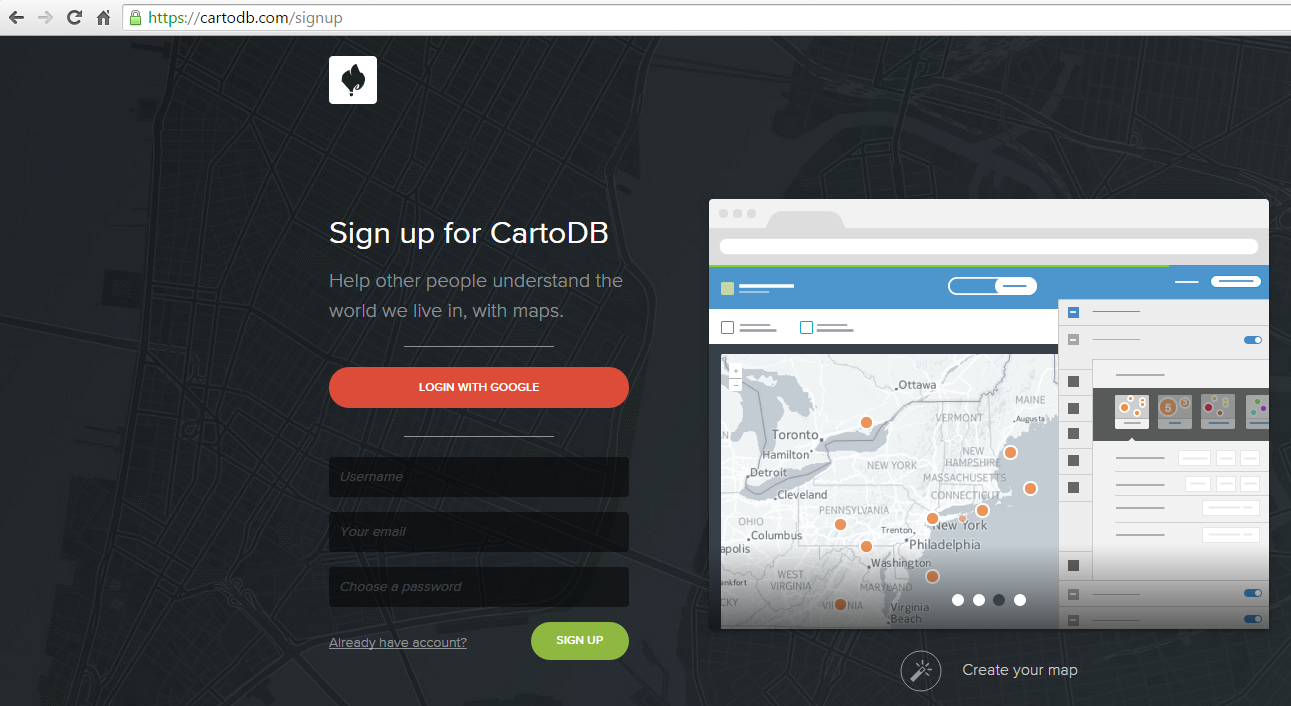 https://cartodb.com/signup
Sign up for CartoDB
Help other people understand the
world we live in, with maps.
LOGIN WITH GOOGLE
Username
Your email
Choose a password
Already have account?
SIGN UP
+
−
Ottawa
MAINE
VERMONT
Augusta
Toronto
Hamilton
NEW
HAMPSHIRE
Detroit
NEW YORK
MASSACHUSETTS
Cleveland
CONNECTICUT
PENNSYLVANIA
OHIO
New York
Trenton
Columbus
apolis
Philadelphia
Washington
WEST
VIRGINIA
MARYLAND
nkfort
CKY
Virginia
Beach
5
Create your map